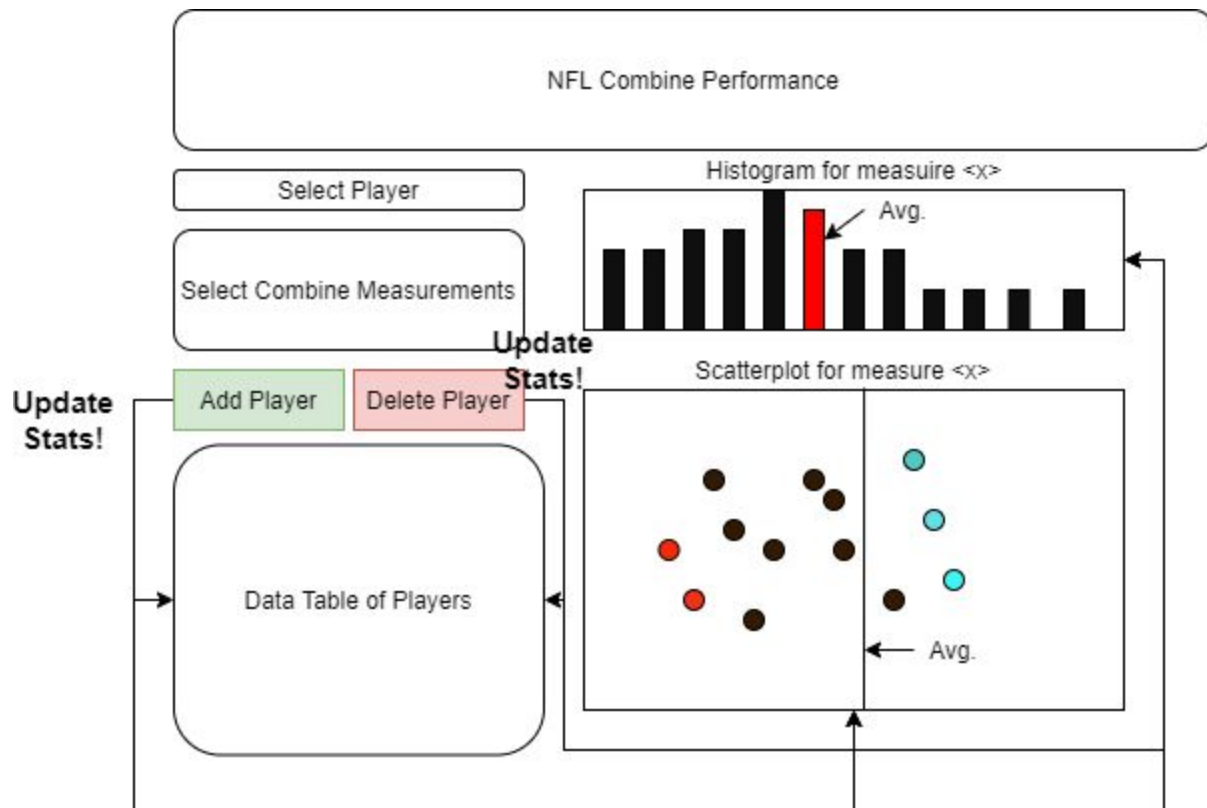 NFL Combine Performance
Select Player
Histogram for measuire <x>
Avg.
Select Combine Measurements
Update
Stats!
Scatterplot for measure <x>
Update
Stats!
Add Player
Delete Player
Data Table of Players
Avg.